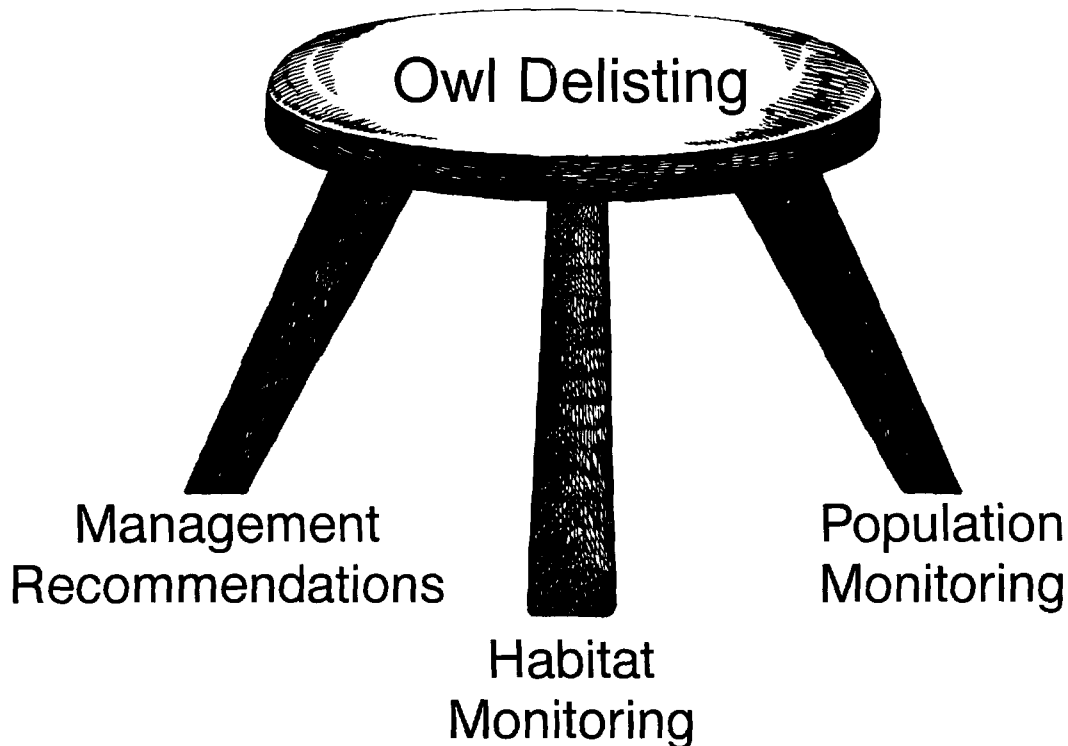 Owl Delisting
Management
Recommendations
Habitat
Monitoring
Population
Monitoring